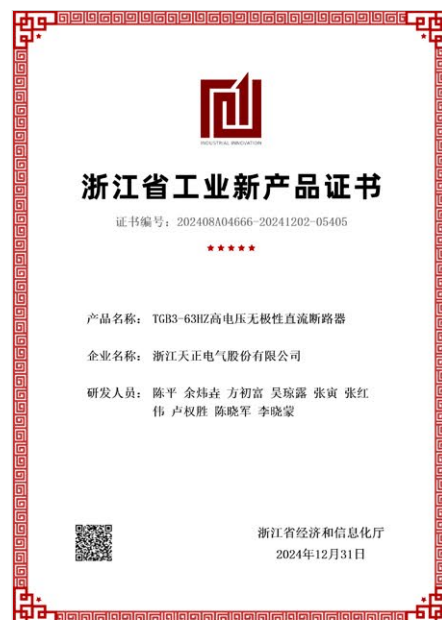 INDUSTRIAL INNOVATION
浙江省工业新产品证书
证书编号：202408A04666-20241202-05405
产品名称： TGB3-63HZ高电压无极性直流断路器
企业名称： 浙江天正电气股份有限公司
研发人员： 陈平 余炜垚 方初富 吴琼露 张寅 张红
伟 卢权胜 陈晓军 李晓蒙
浙江省经济和信息化厅
2024年12月31日